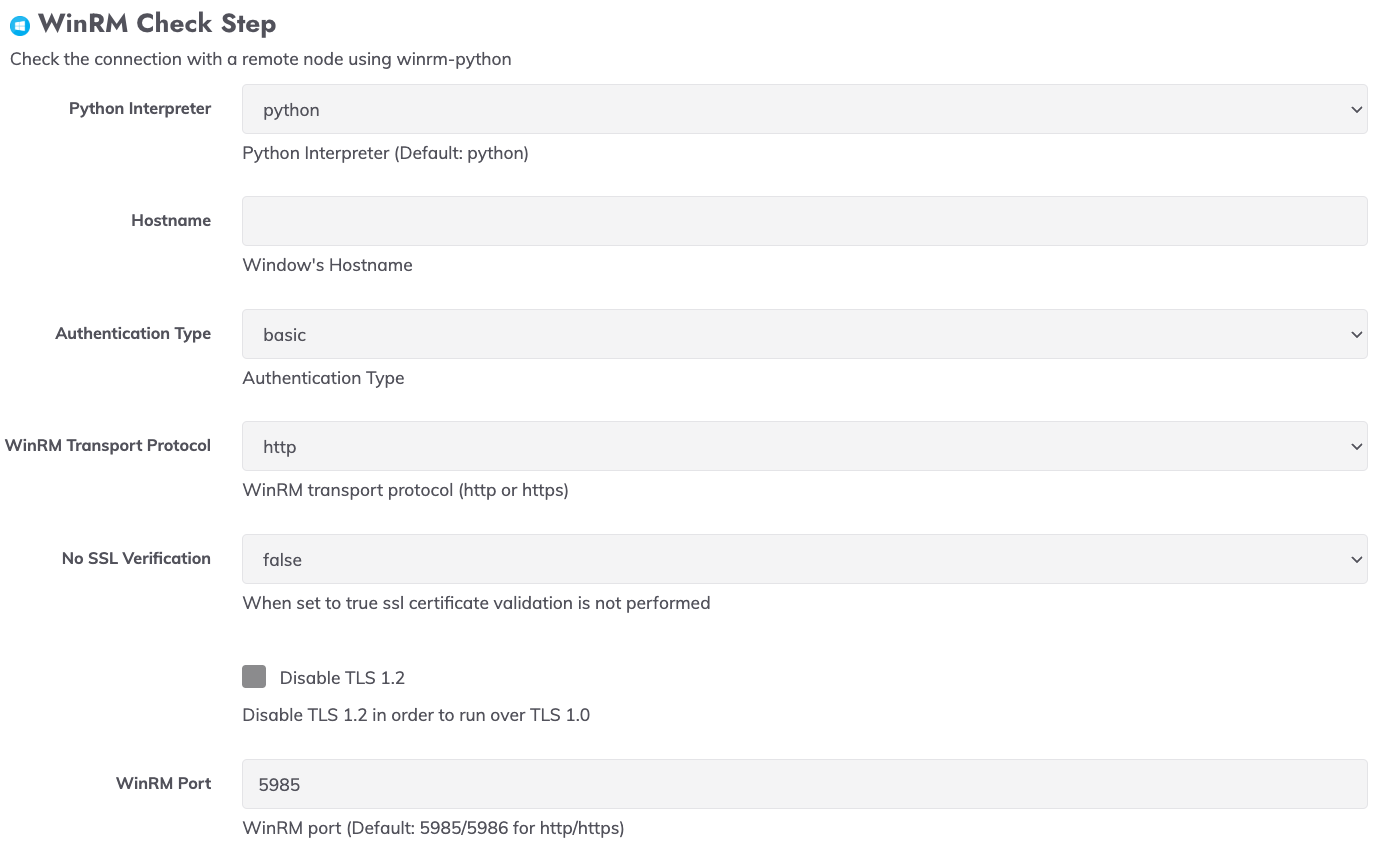 WinRM Check Step
Check the connection with a remote node using winrm-python
Python Interpreter
python
Python Interpreter (Default: python)
Hostname
Window's Hostname
Authentication Type
basic
Authentication Type
WinRM Transport Protocol
http
WinRM transport protocol (http or https)
No SSL Verification
false
When set to true ssl certificate validation is not performed
Disable TLS 1.2
Disable TLS 1.2 in order to run over TLS 1.0
WinRM Port
5985
WinRM port (Default: 5985/5986 for http/https)